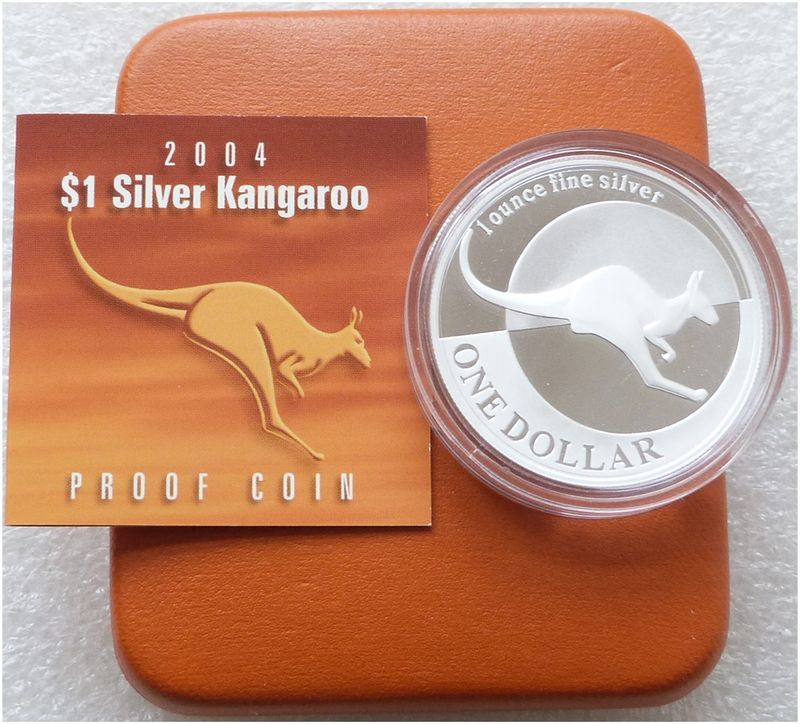 2004
$1 Silver Kangaroo
PROOF COIN
1 ounce fine silver
ONE DOLLAR